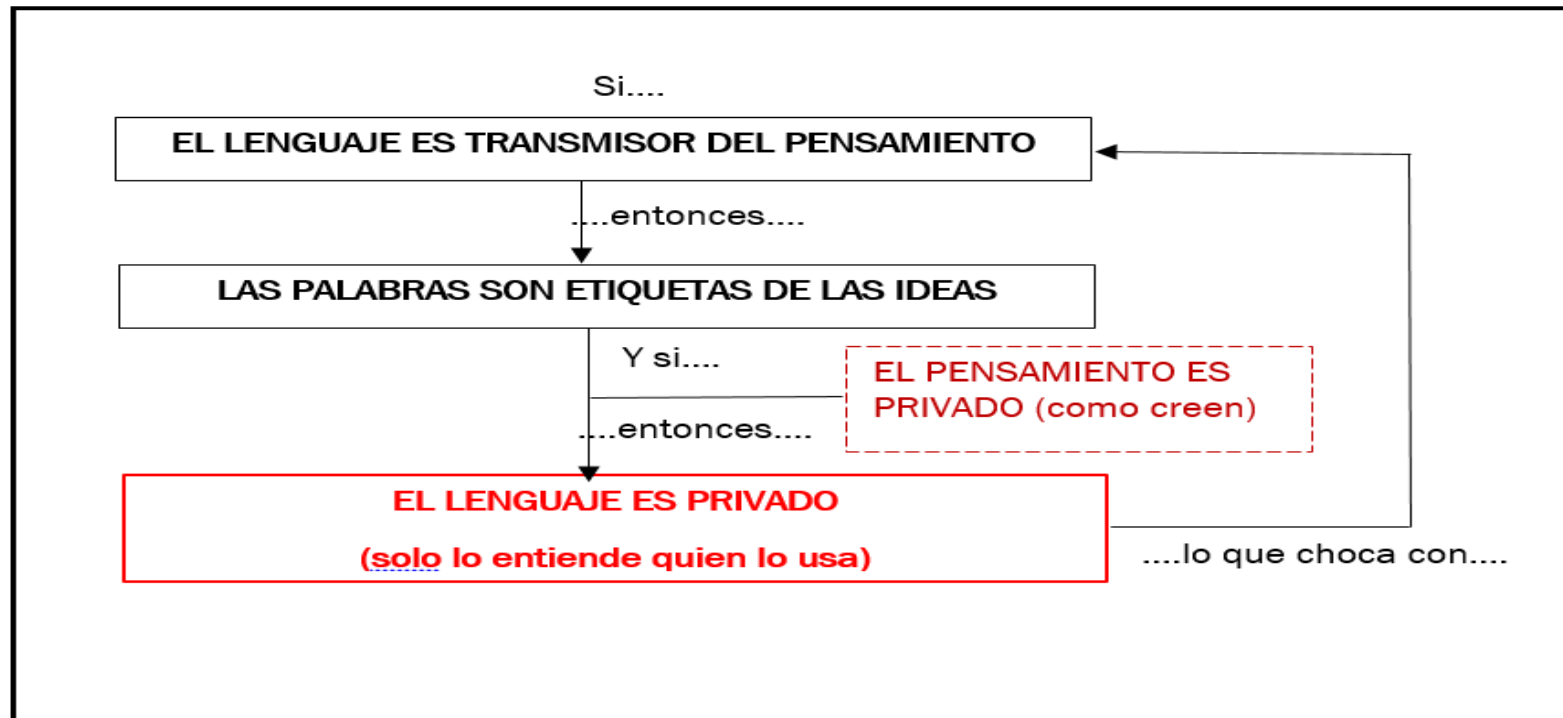 Si....
EL LENGUAJE ES TRANSMISOR DEL PENSAMIENTO
....entonces....
LAS PALABRAS SON ETIQUETAS DE LAS IDEAS
Y si....
EL PENSAMIENTO ES
PRIVADO (como creen)
....entonces....
EL LENGUAJE ES PRIVADO
(solo lo entiende quien lo usa)
....lo que choca con....